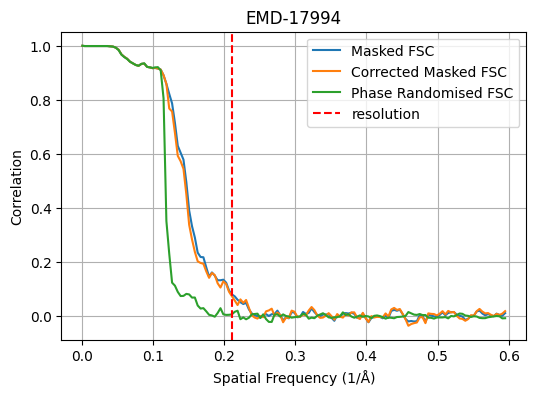 EMD-17994
Masked FSC
Corrected Masked FSC
Phase Randomised FSC
resolution
Correlation
1.0
0.8
0.6
0.4
0.2
0.0
0.0 0.1 0.2 0.3 0.4 0.5 0.6
Spatial Frequency (1/Å)